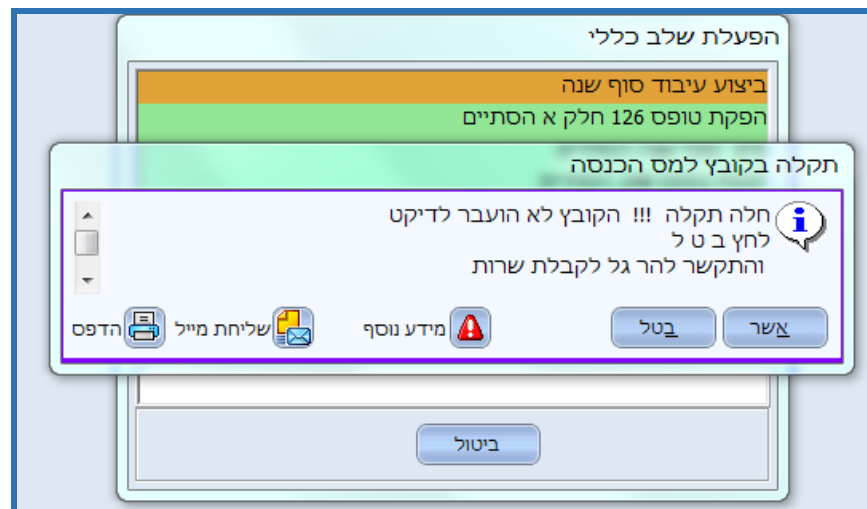 הפעלת שלב כללי
ביצוע עיבוד סוף שנה
הפקת טופס 126 חלק א הסתיים
תקלה בקובץ למס הכנסה
חלה תקלה !!! הקובץ לא הועבר לדיקט
לחץ ב ט ל
והתקשר להר גל לקבלת שרות
אשר
בטל
מידע נוסף
שליחת מייל
הדפס
ביטול